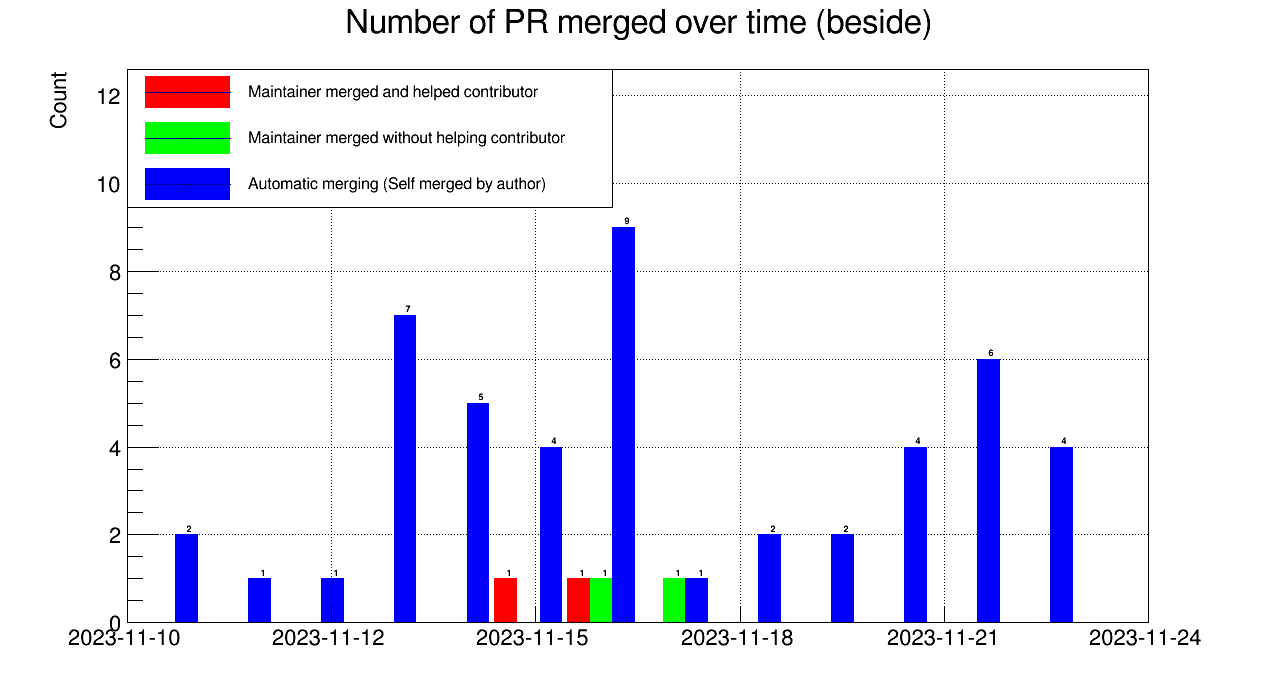 Number of PR merged over time (beside)
Count
Maintainer merged and helped contributor
Maintainer merged without helping contributor
Automatic merging (Self merged by author)
12
10
8
6
4
2
0
2 1 1 7 5 1 4 1 1 9 1 1 2 2 4 6 4
2023-11-10 2023-11-12 2023-11-15 2023-11-18 2023-11-21 2023-11-24